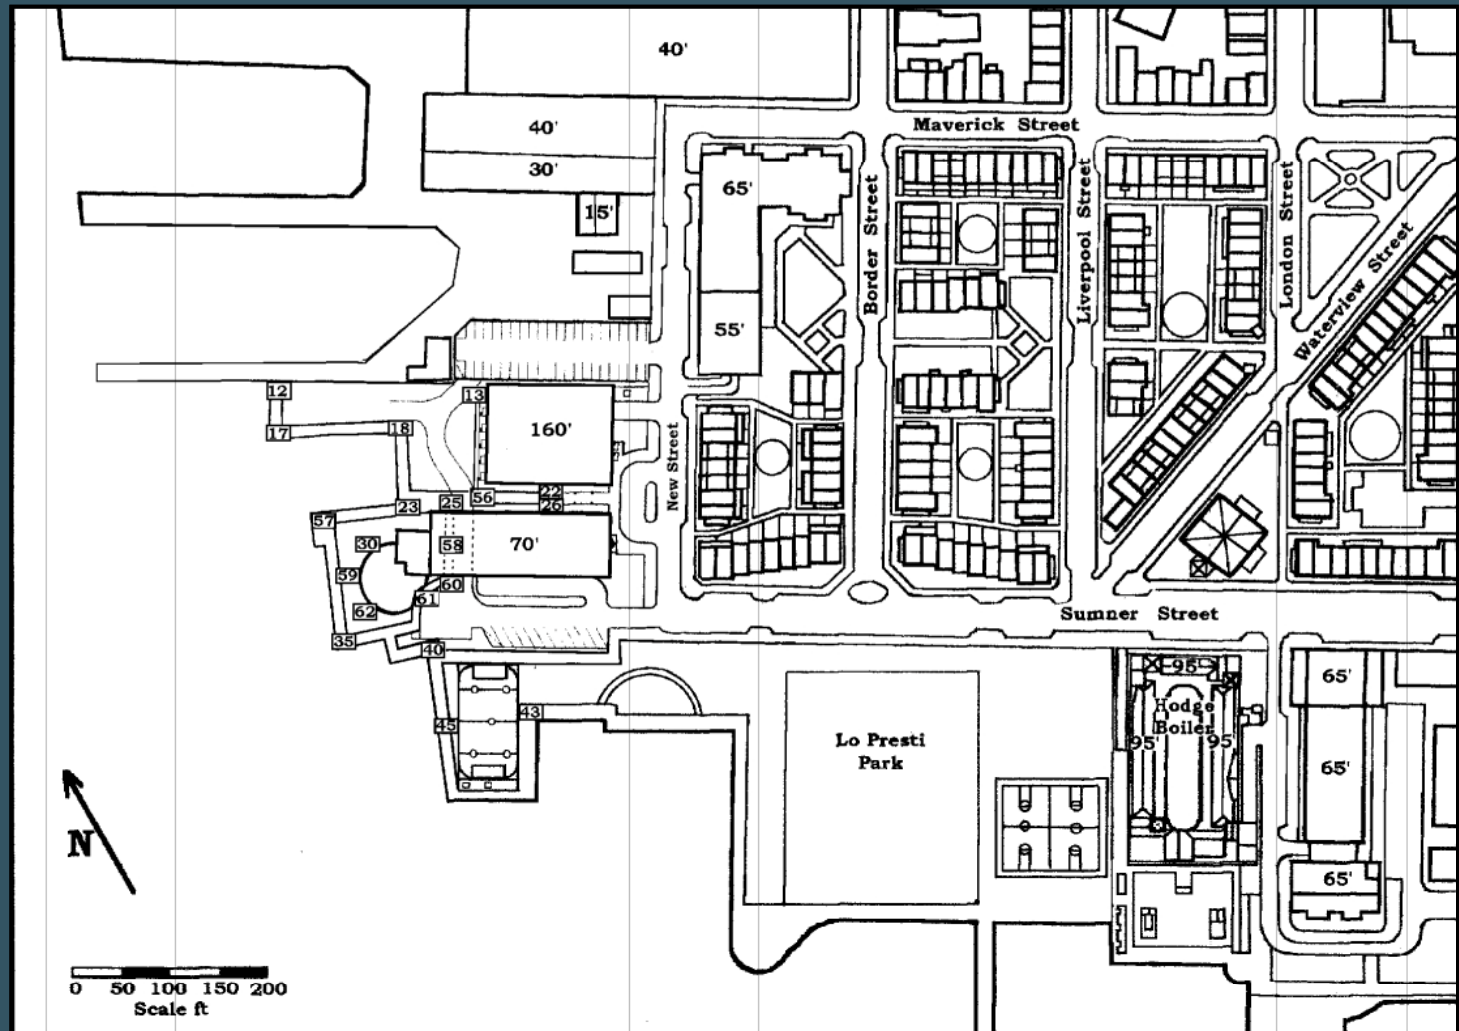 40'
Maverick Street
40'
30'
65'
15'
Border Street
Liverpool Street
London Street
Waterview Street
55'
12
13
17
18
160'
New Street
22
56
25
26
23
57
30
58
70'
59
60
61
62
Sumner Street
35
40
95'
65'
43
45
Hodge
Boiler
95'
95'
Lo Presti
Park
65'
N
65'
0 50 100 150 200
Scale ft